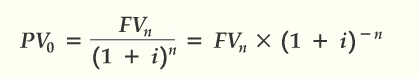 PV₀ = FVₙ / (1 + i)ⁿ = FVₙ × (1 + i)⁻ⁿ